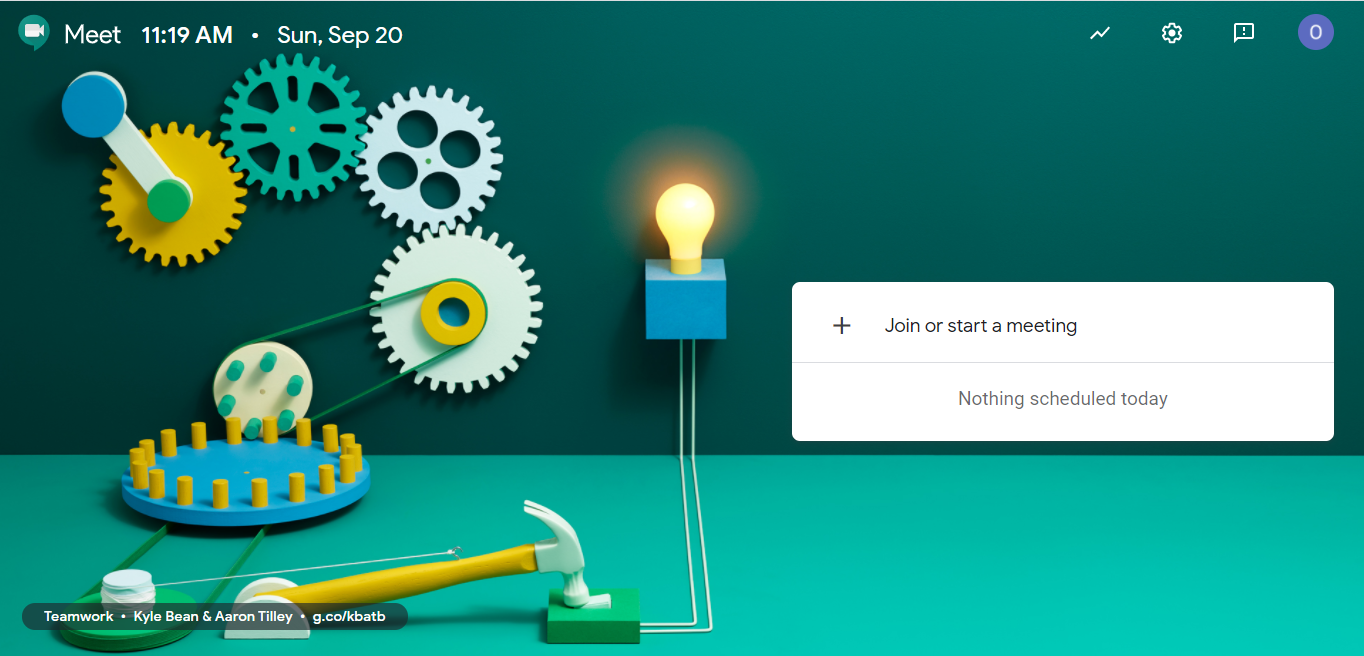 Meet 11:19 AM • Sun, Sep 20
O
Join or start a meeting
Nothing scheduled today
Teamwork • Kyle Bean & Aaron Tilley • g.co/kbatb